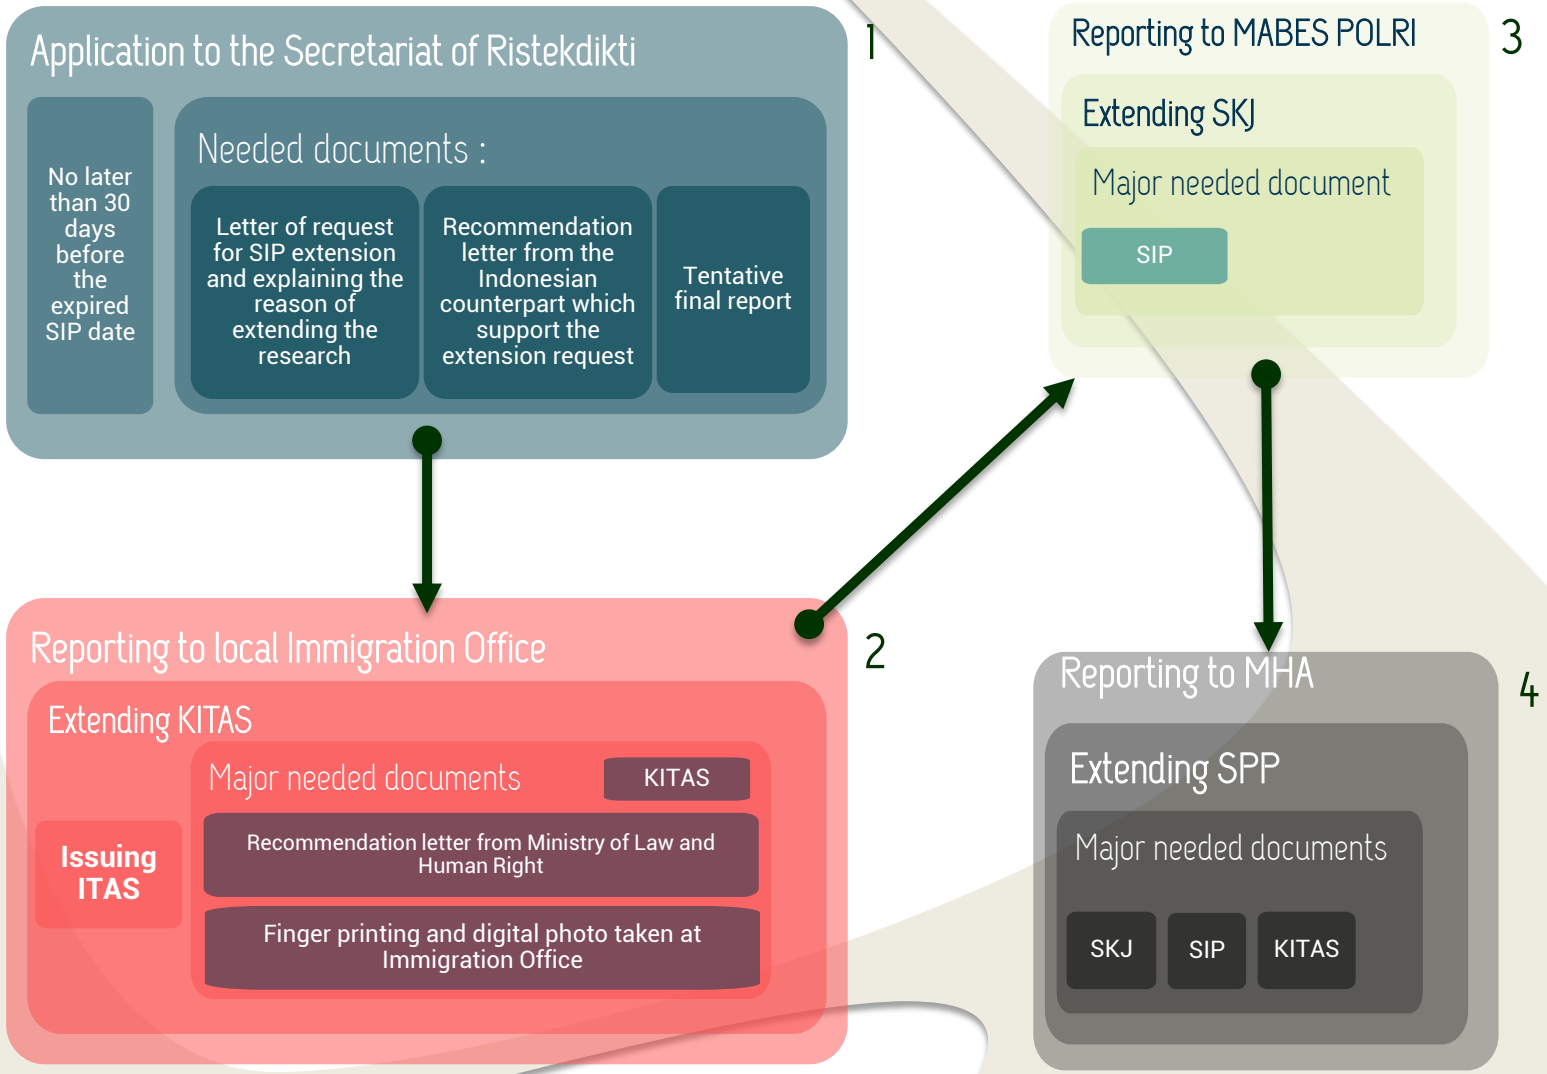 Application to the Secretariat of Ristekdikti
1
No later
than 30
days
before
the
expired
SIP date
Needed documents :
Letter of request
for SIP extension
and explaining the
reason of
extending the
research
Recommendation
letter from the
Indonesian
counterpart which
support the
extension request
Tentative
final report
Reporting to local Immigration Office
2
Extending KITAS
Issuing
ITAS
Major needed documents
KITAS
Recommendation letter from Ministry of Law and
Human Right
Finger printing and digital photo taken at
Immigration Office
Reporting to MABES POLRI
3
Extending SKJ
Major needed document
SIP
Reporting to MHA
4
Extending SPP
Major needed documents
SKJ
SIP
KITAS